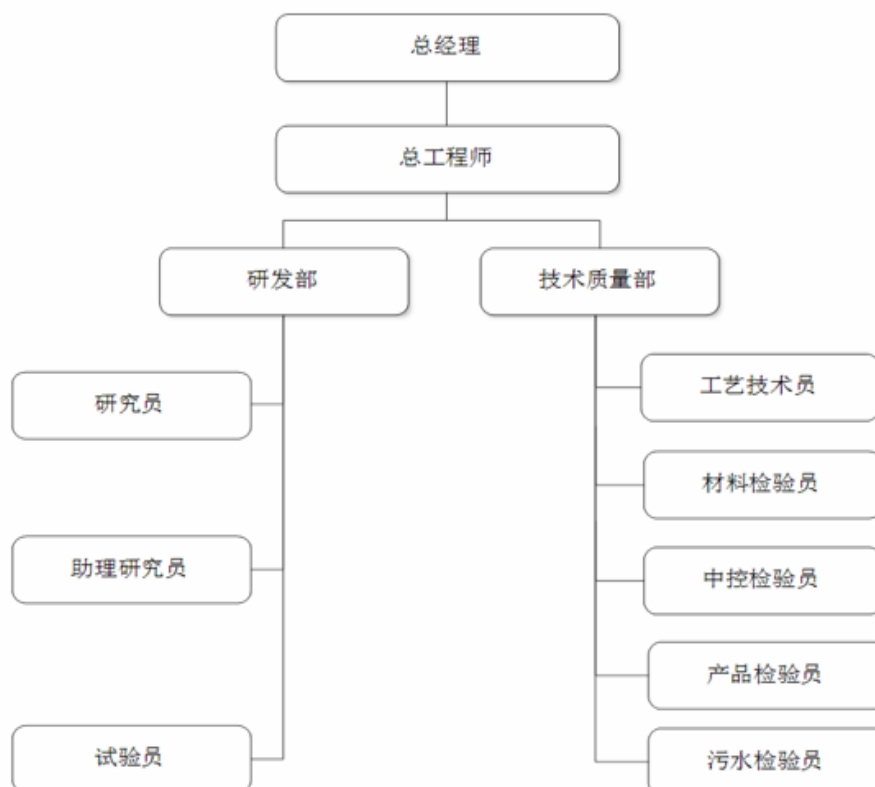 总经理
总工程师
研发部
技术质量部
研究员
助理研究员
试验员
工艺技术员
材料检验员
中控检验员
产品检验员
污水检验员